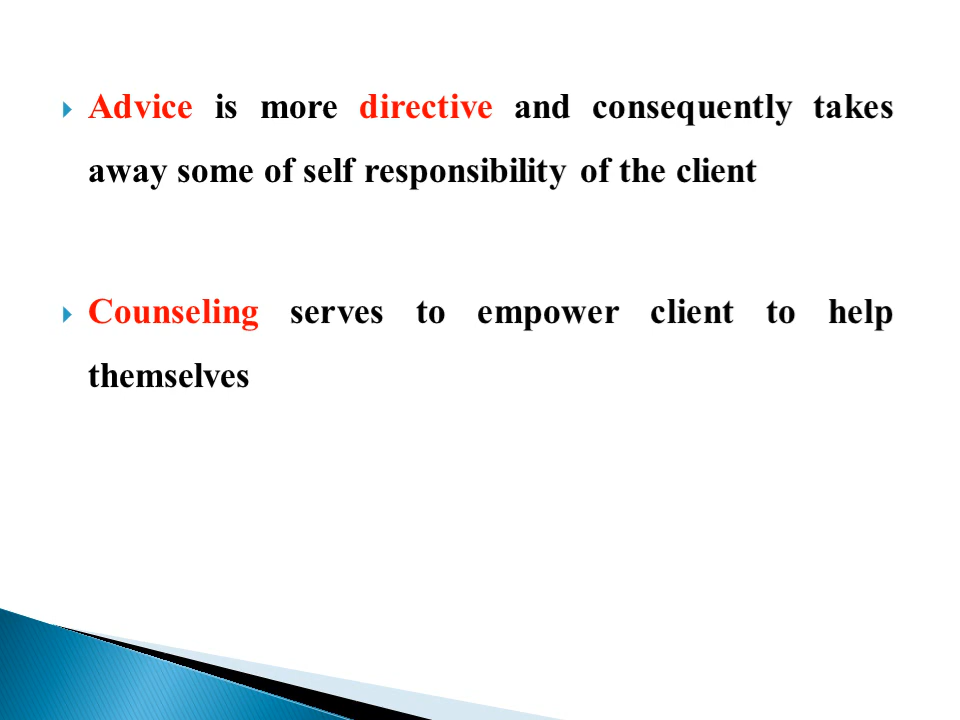 Advice is more directive and consequently takes
away some of self responsibility of the client
Counseling serves to empower client to help
themselves